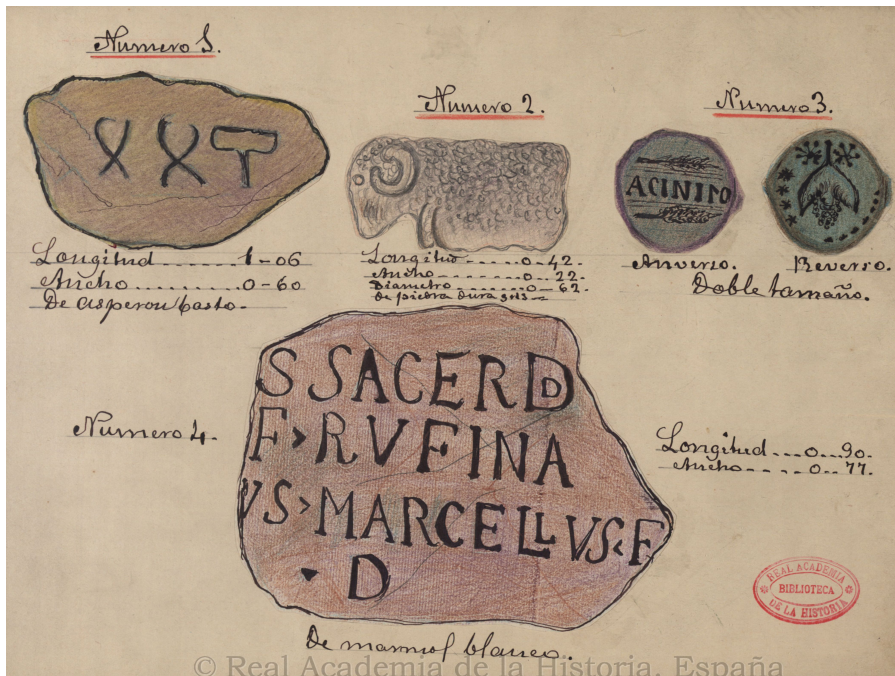 Numero 1.
XXT
Longitud ......... 1-06
Ancho ......... 0-60
De asperon basto.
Numero 2.
Longitud ------ 0-42.
Ancho ------ 0-22.
Diametro ------ 0-62.
de piedra dura gris
Numero 3.
ACINIPO
Anverso. Reverso.
Doble tamaño.
Numero 4.
S SACERD
F > RVFINA
VS > MARCELLVS < F
D
De marmol blanco.
Longitud --- 0-.90.
Ancho ---- 0-.77.
REAL ACADEMIA
BIBLIOTECA
DE LA HISTORIA
© Real Academia de la Historia. España